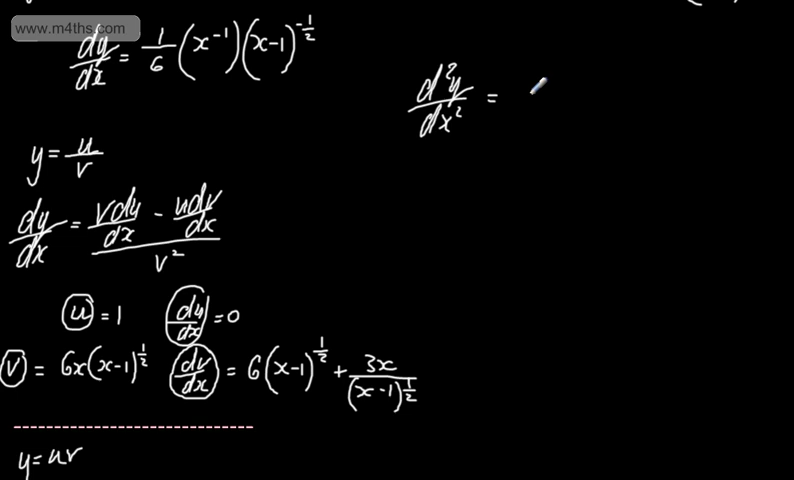 www.m4ths.com
dy/dx = 1/6 (x⁻¹)(x-1)^(-1/2)
d²y/dx² =
y = u/v
dy/dx = (v du/dx - u dv/dx)/v²
u = 1 du/dx = 0
v = 6x(x-1)^(1/2) dv/dx = 6(x-1)^(1/2) + 3x/(x-1)^(1/2)
y = uv